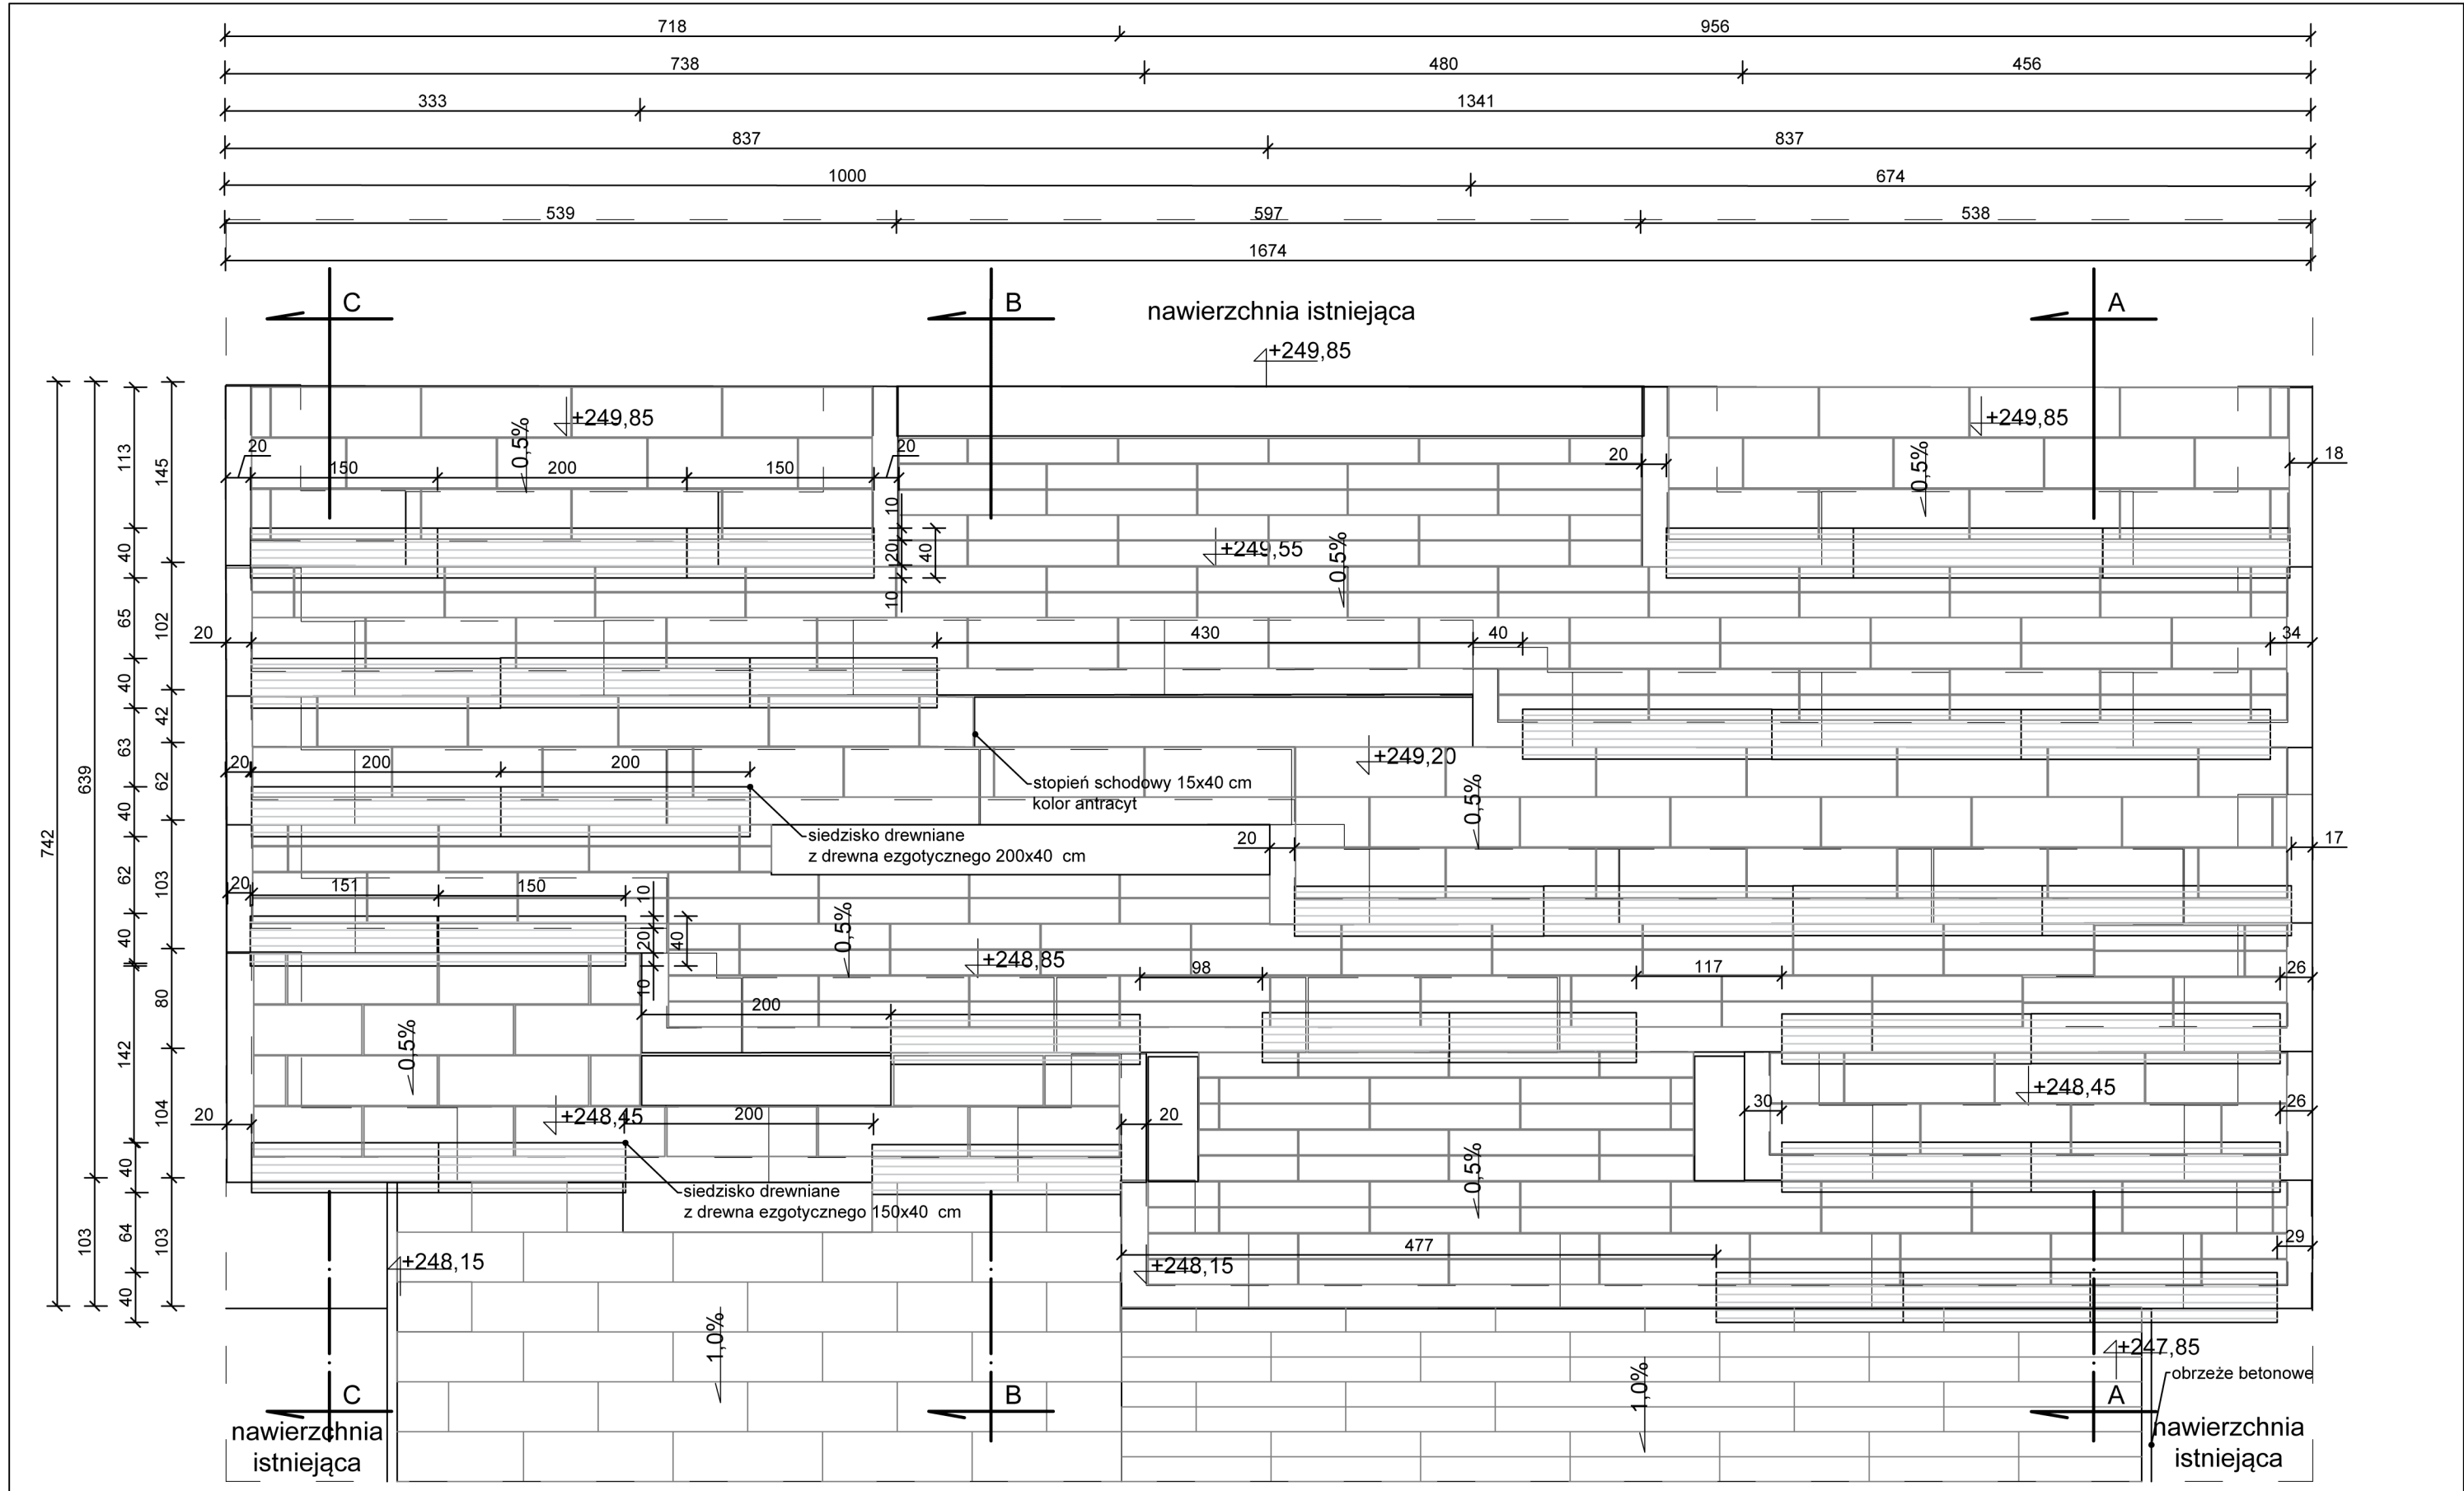 718 956
738 480 456
333 1341
837 837
1000 674
539 597 538
1674
C B A
nawierzchnia istniejąca
+249,85
+249,85 +249,85
0,5% 0,5%
20 20 20 18
150 200 150
113 145
10
20
40
10
+249,55
0,5%
40
65 102
20 430 40 34
40 42
63
639
742
20 200 200
+249,20
0,5%
stopień schodowy 15x40 cm
kolor antracyt
62
40
siedzisko drewniane
z drewna ezgotycznego 200x40 cm
20 17
62 103
20 151 150
10
20
40
10
0,5%
+248,85
40
98 117 26
80
200
142
0,5%
+248,45 +248,45
104
20 200 20 30 26
40
0,5%
siedzisko drewniane
z drewna ezgotycznego 150x40 cm
103 64 103
477 29
+248,15 +248,15
40
1,0% 1,0%
+247,85
obrzeże betonowe
C B A
nawierzchnia
istniejąca
nawierzchnia
istniejąca